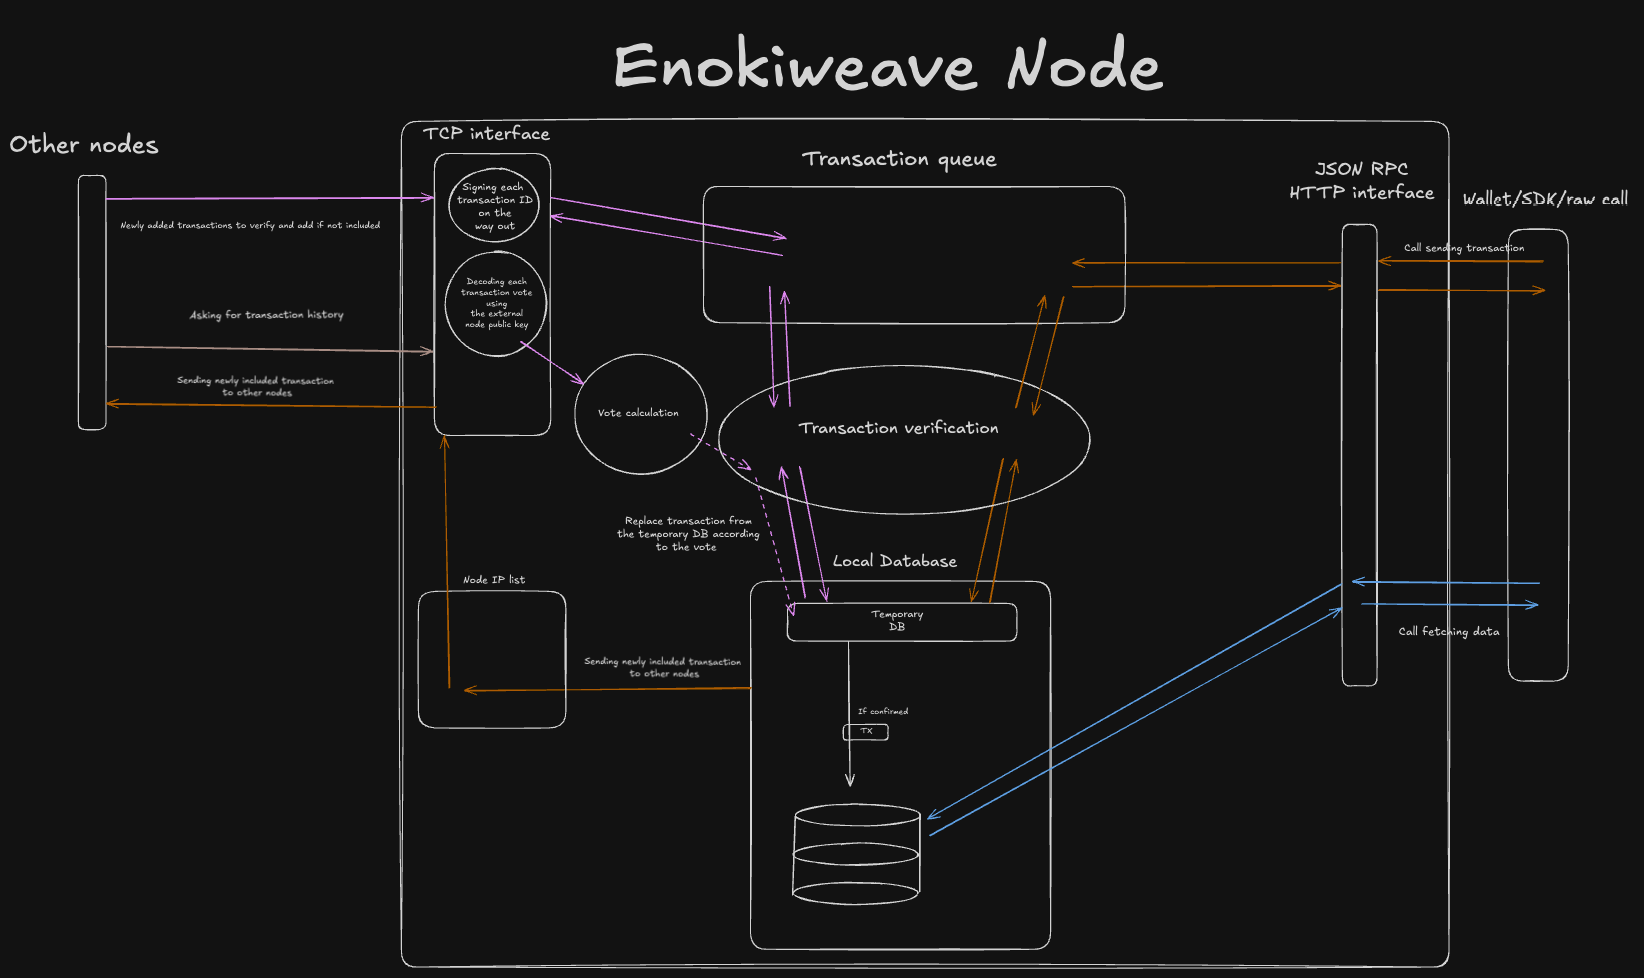 Enokiweave Node
Other nodes
TCP interface
Signing each
transaction ID
on the
way out
Decoding each
transaction vote
using
the external
node public key
Newly added transactions to verify and add if not included
Asking for transaction history
Sending newly included transaction
to other nodes
Transaction queue
JSON RPC
HTTP interface
Wallet/SDK/raw call
Call sending transaction
Vote calculation
Transaction verification
Replace transaction from
the temporary DB according
to the vote
Local Database
Temporary
DB
Node IP list
Sending newly included transaction
to other nodes
If confirmed
TX
Call fetching data